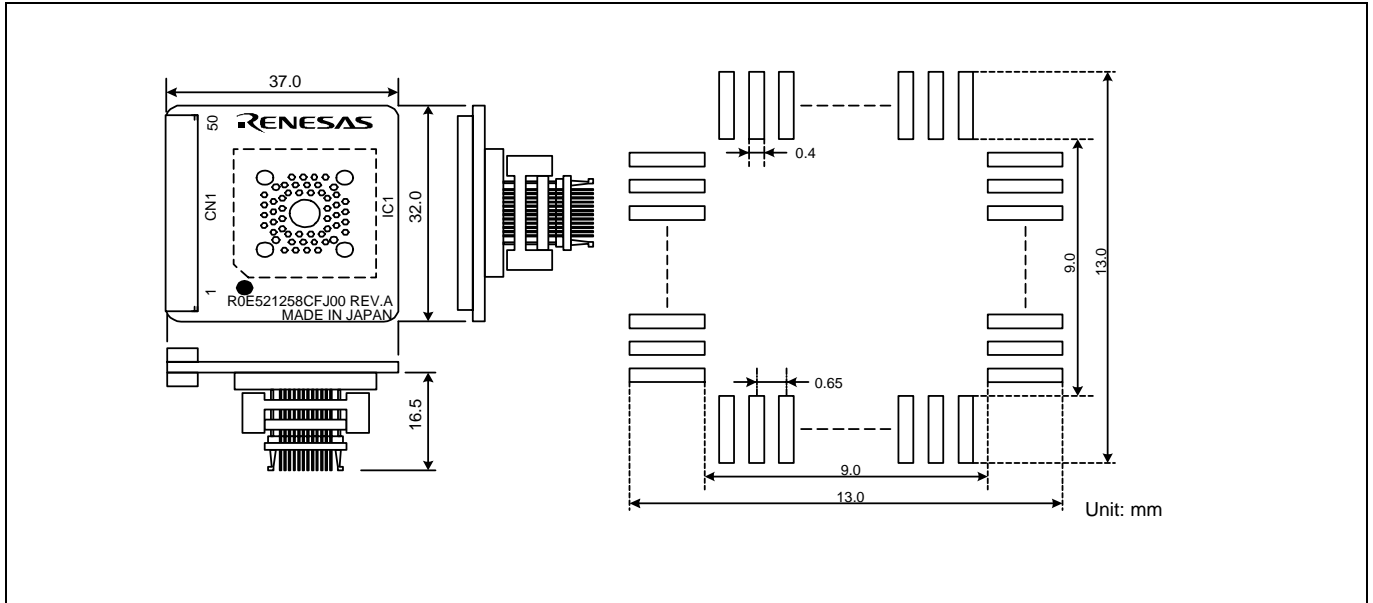 37.0
50
RENESAS
CN1
IC1
32.0
1
R0E521258CFJ00 REV.A
MADE IN JAPAN
16.5
0.4
9.0
13.0
0.65
9.0
13.0
Unit: mm